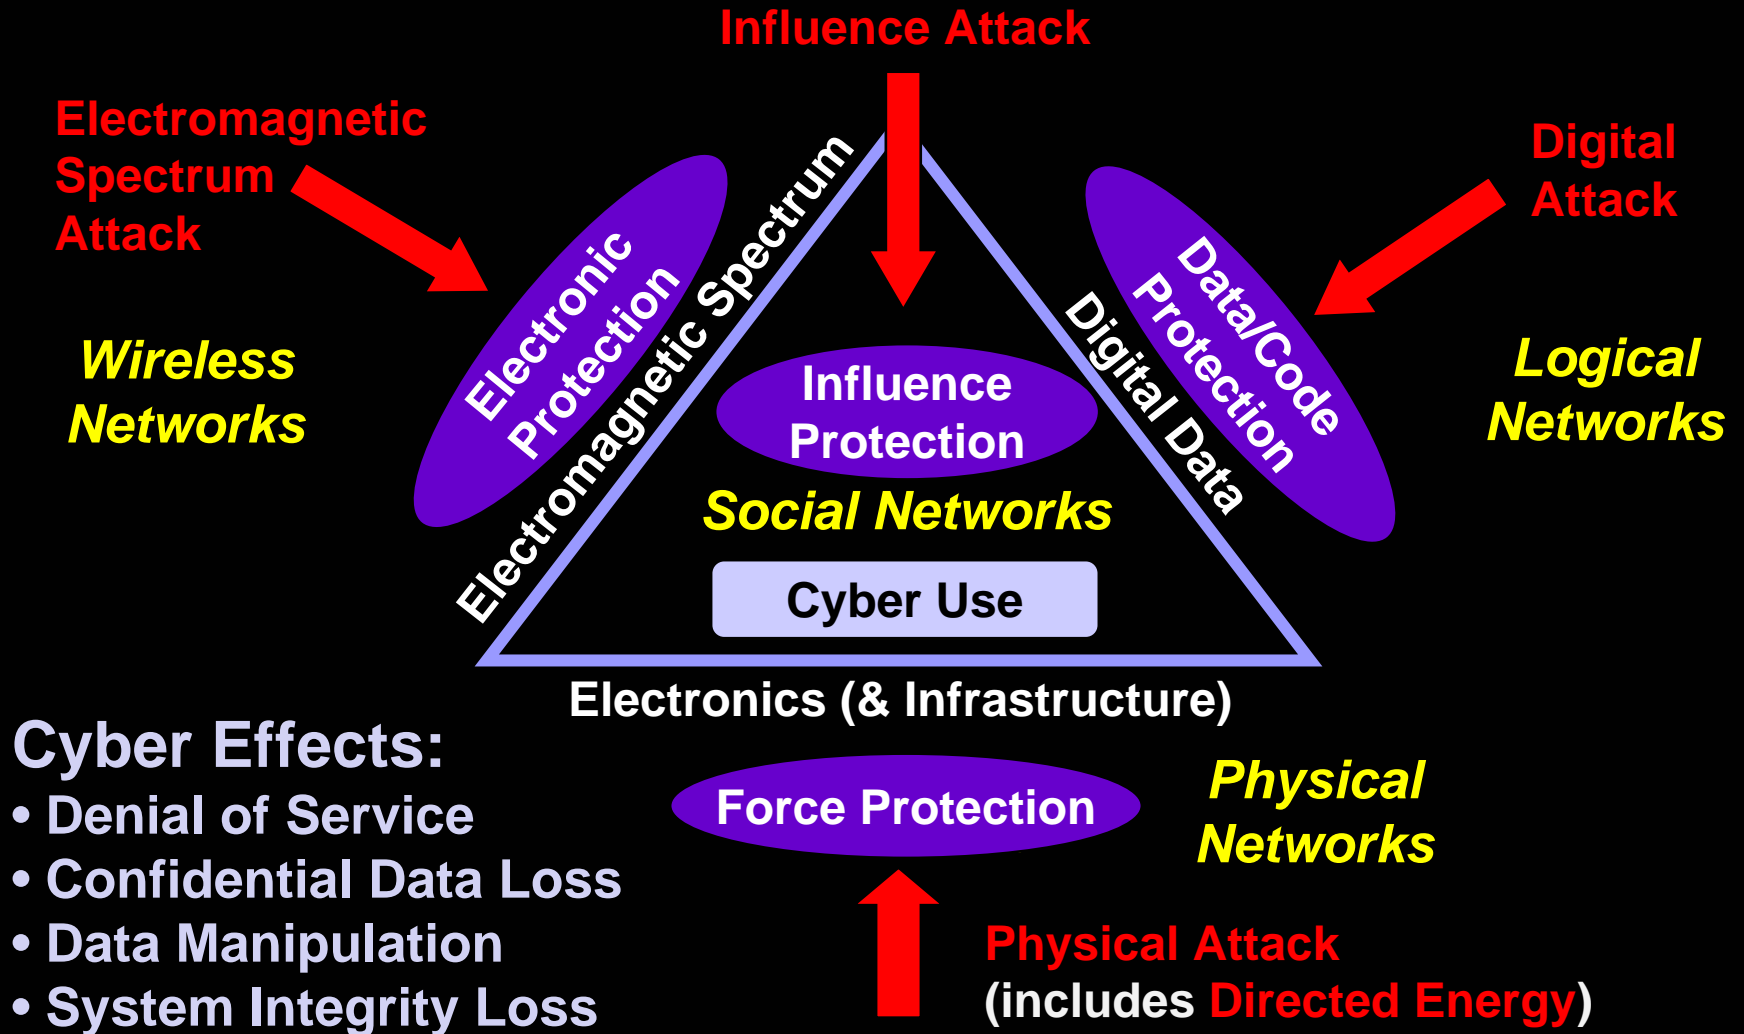 Influence Attack
Electromagnetic
Spectrum
Attack
Digital
Attack
Electronic
Protection
Electromagnetic Spectrum
Data/Code
Protection
Digital Data
Wireless
Networks
Influence
Protection
Logical
Networks
Social Networks
Cyber Use
Electronics (& Infrastructure)
Force Protection
Physical
Networks
Cyber Effects:
• Denial of Service
• Confidential Data Loss
• Data Manipulation
• System Integrity Loss
Physical Attack
(includes Directed Energy)